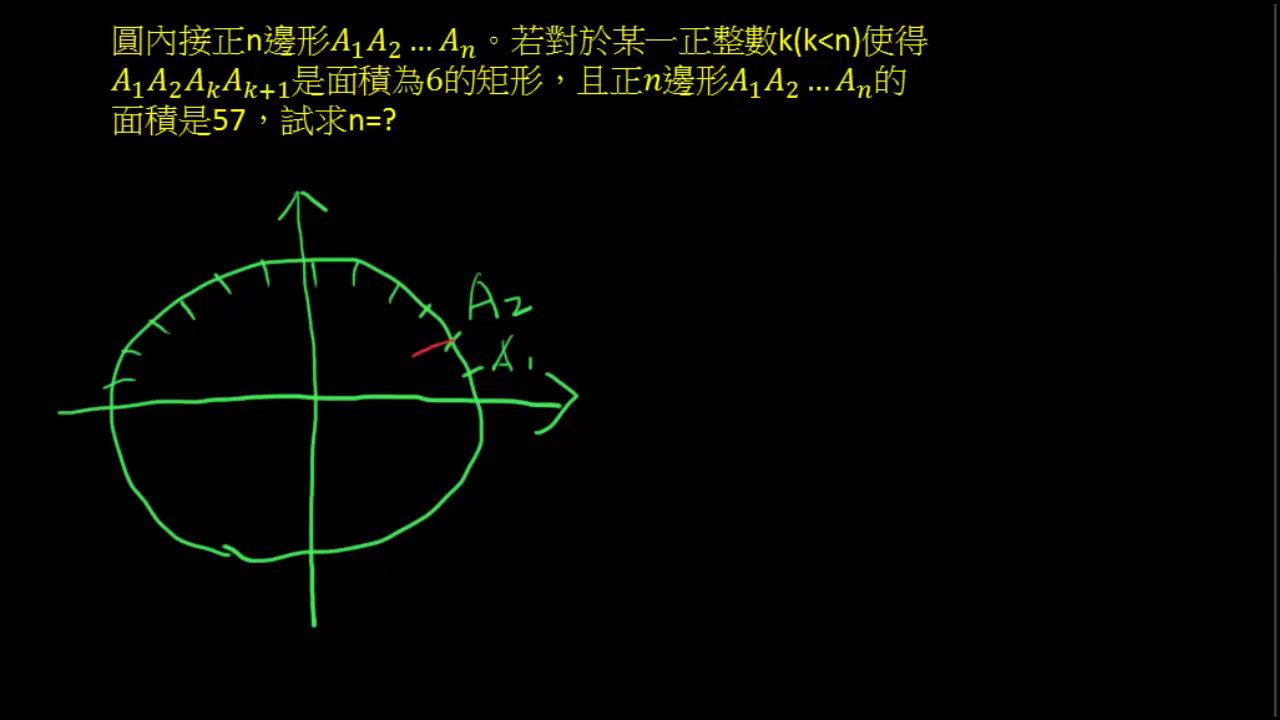 圓內接正n邊形A₁A₂ … Aₙ。若對於某一正整數k(k<n)使得
A₁A₂AₖAₖ₊₁是面積為6的矩形，且正n邊形A₁A₂ … Aₙ的
面積是57，試求n=?
A₂
A₁